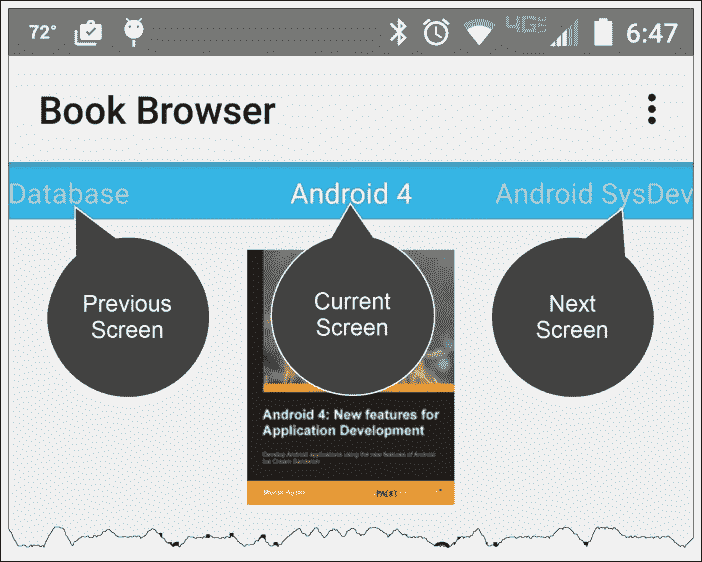 72° 4G 6:47
Book Browser
Database Android 4 Android SysDev
Previous
Screen
Current
Screen
Next
Screen
Android 4: New features for
Application Development
Develop Android applications using the new features of Android
Ice Cream Sandwich
PACKT